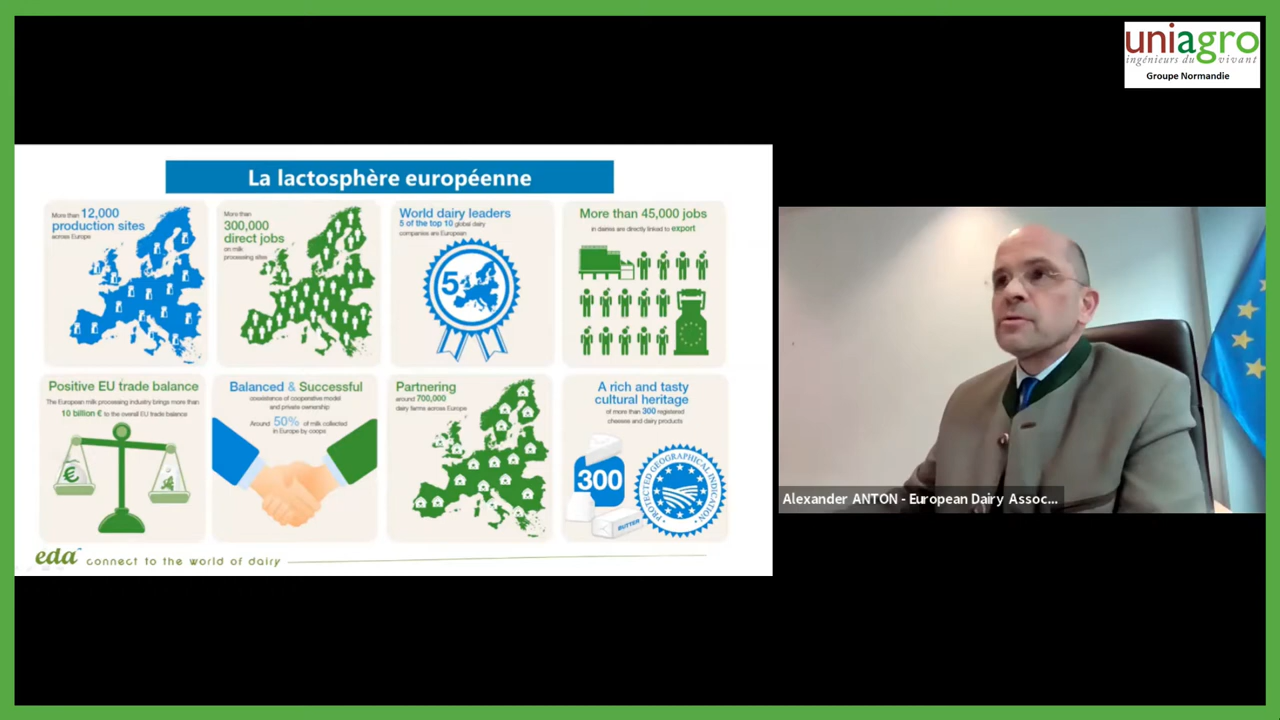 uniagro
ingénieurs du vivant
Groupe Normandie
La lactosphère européenne
More than 12,000
production sites
across Europe
More than
300,000
direct jobs
on milk
processing sites
World dairy leaders
5 of the top 10 global dairy
companies are European
5
More than 45,000 jobs
in dairies are directly linked to export
Positive EU trade balance
The European milk processing industry brings more than
10 billion € to the overall EU trade balance
€
Balanced & Successful
coexistence of cooperative model
and private ownership
Around 50% of milk collected
in Europe by coops
Partnering
around 700,000
dairy farms across Europe
A rich and tasty
cultural heritage
of more than 300 registered
cheeses and dairy products
300
BUTTER
PROTECTED GEOGRAPHICAL INDICATION
eda connect to the world of dairy
Alexander ANTON - European Dairy Assoc...